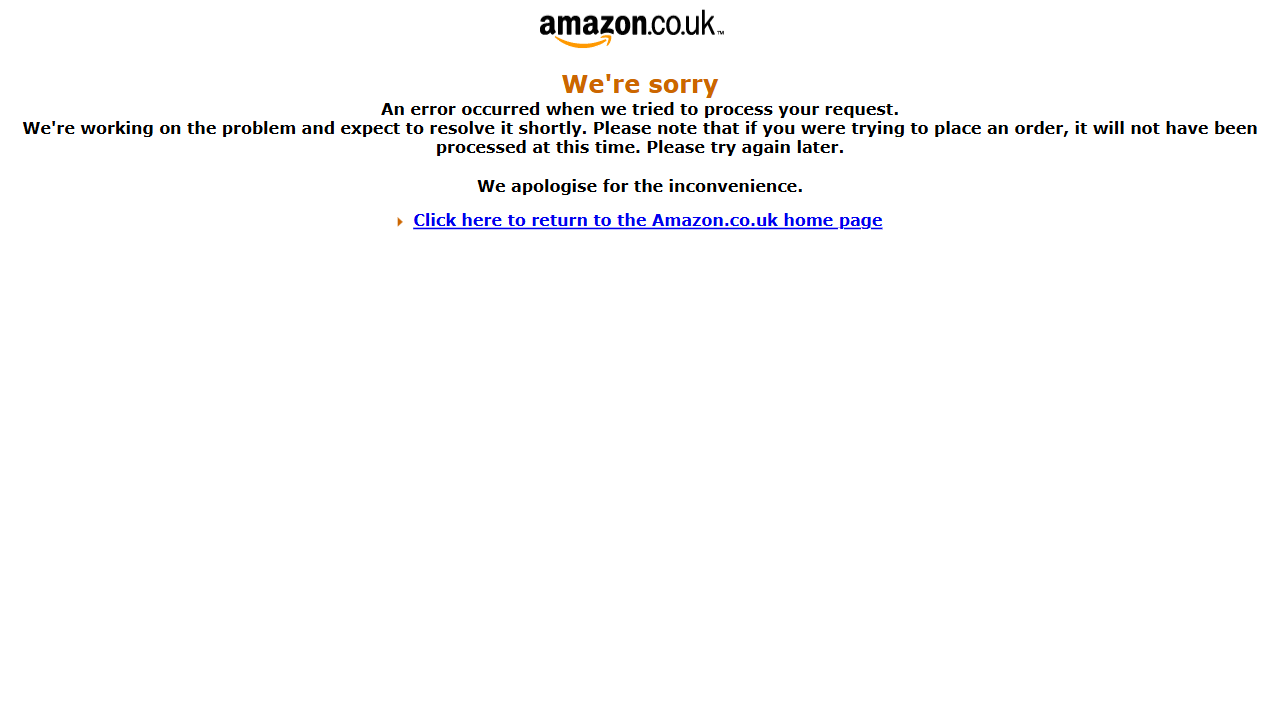 amazon.co.uk™
We're sorry
An error occurred when we tried to process your request.
We're working on the problem and expect to resolve it shortly. Please note that if you were trying to place an order, it will not have been
processed at this time. Please try again later.
We apologise for the inconvenience.
Click here to return to the Amazon.co.uk home page